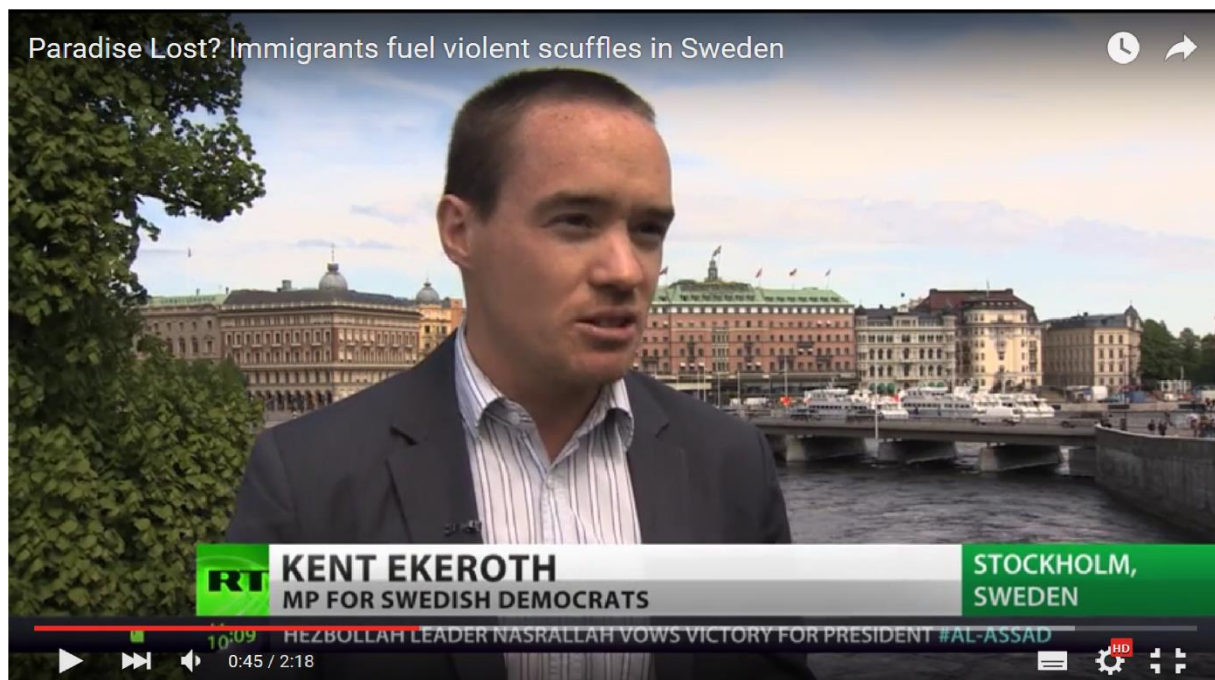 Paradise Lost? Immigrants fuel violent scuffles in Sweden
RT
KENT EKEROTH
MP FOR SWEDISH DEMOCRATS
STOCKHOLM,
SWEDEN
10:09 HEZBOLLAH LEADER NASRALLAH VOWS VICTORY FOR PRESIDENT #AL-ASSAD
0:45 / 2:18
HD